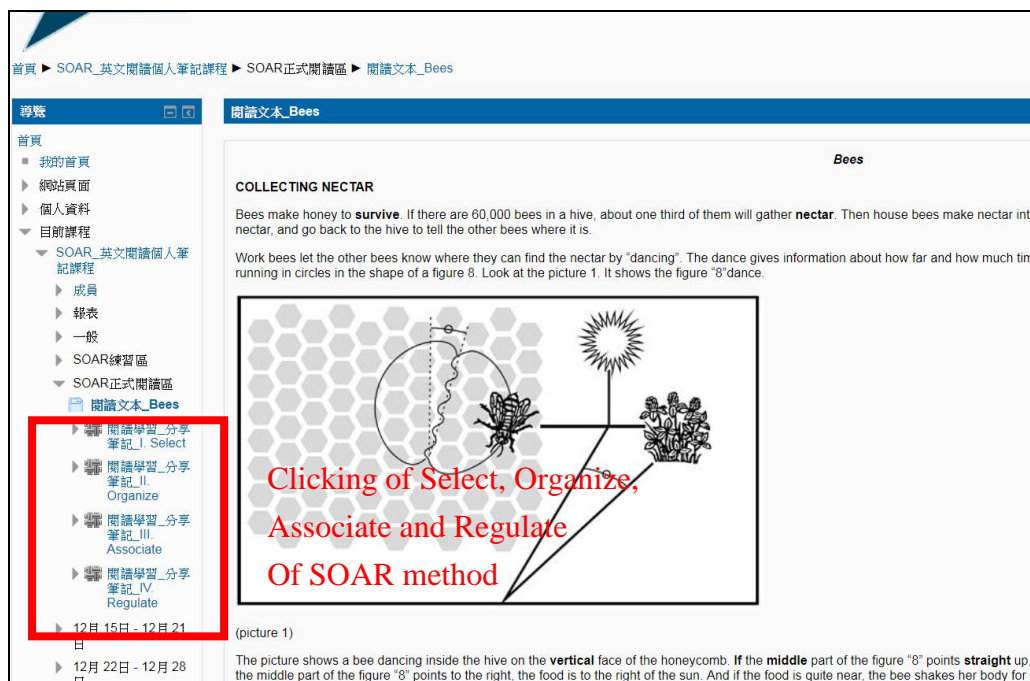 首頁 ► SOAR_英文閱讀個人筆記課程 ► SOAR正式閱讀區 ► 閱讀文本_Bees
導覽
首頁
我的首頁
網站頁面
個人資料
目前課程
SOAR_英文閱讀個人筆
記課程
成員
報表
一般
SOAR練習區
SOAR正式閱讀區
閱讀文本_Bees
閱讀學習_分享
筆記_I. Select
閱讀學習_分享
筆記_II.
Organize
閱讀學習_分享
筆記_III.
Associate
閱讀學習_分享
筆記_IV.
Regulate
12月 15日 - 12月 21
日
12月 22日 - 12月 28
閱讀文本_Bees
Bees
COLLECTING NECTAR
Bees make honey to survive. If there are 60,000 bees in a hive, about one third of them will gather nectar. Then house bees make nectar int
nectar, and go back to the hive to tell the other bees where it is.
Work bees let the other bees know where they can find the nectar by "dancing". The dance gives information about how far and how much tim
running in circles in the shape of a figure 8. Look at the picture 1. It shows the figure "8"dance.
Clicking of Select, Organize,
Associate and Regulate
Of SOAR method
(picture 1)
The picture shows a bee dancing inside the hive on the vertical face of the honeycomb. If the middle part of the figure "8" points straight up,
the middle part of the figure "8" points to the right, the food is to the right of the sun. And if the food is quite near, the bee shakes her body for